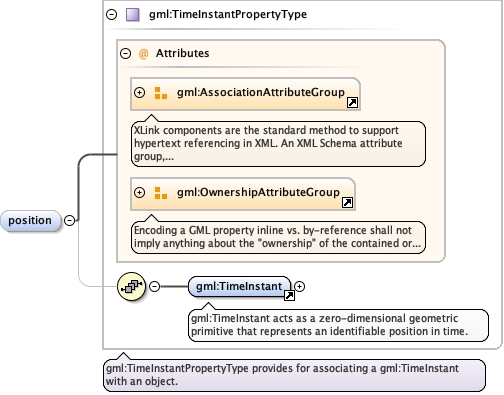 gml:TimeInstantPropertyType
@ Attributes
gml:AssociationAttributeGroup
XLink components are the standard method to support
hypertext referencing in XML. An XML Schema attribute
group,...
gml:OwnershipAttributeGroup
Encoding a GML property inline vs. by-reference shall not
imply anything about the "ownership" of the contained or...
position
gml:TimeInstant
gml:TimeInstant acts as a zero-dimensional geometric
primitive that represents an identifiable position in time.
gml:TimeInstantPropertyType provides for associating a gml:TimeInstant
with an object.